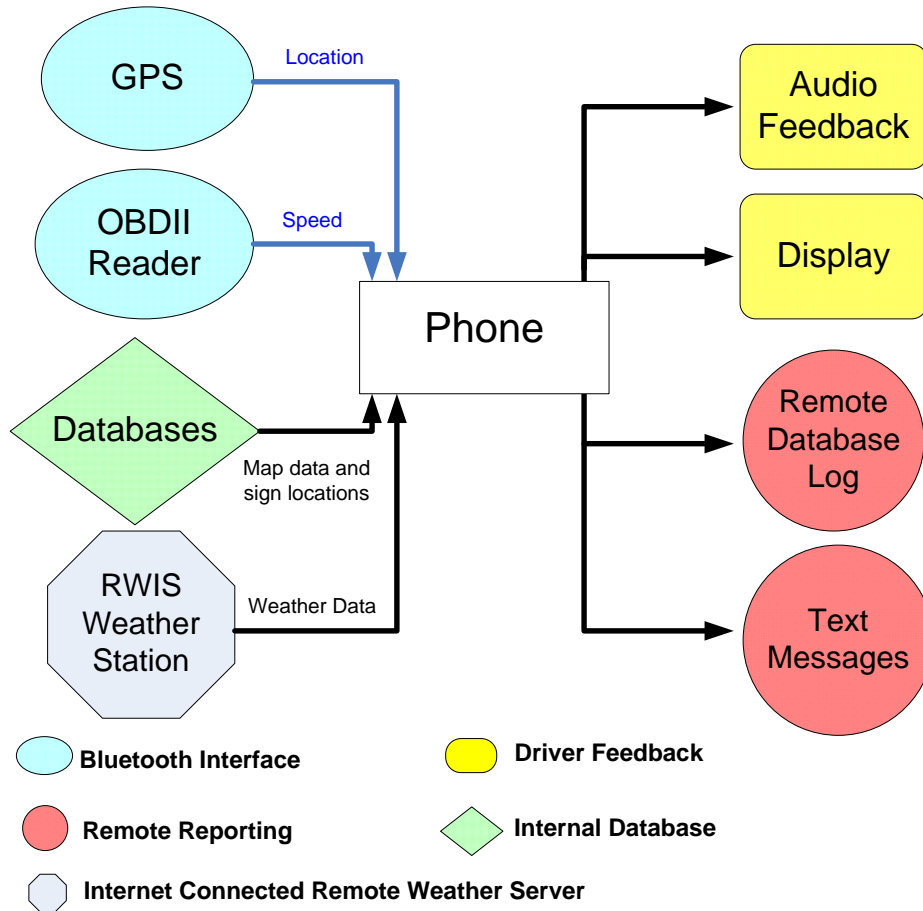 GPS
Location
Audio
Feedback
OBDII
Reader
Speed
Display
Phone
Databases
Map data and
sign locations
Remote
Database
Log
RWIS
Weather
Station
Weather Data
Text
Messages
Bluetooth Interface
Driver Feedback
Remote Reporting
Internal Database
Internet Connected Remote Weather Server